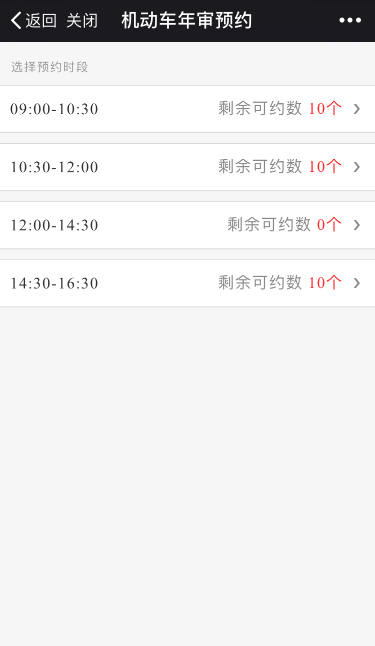 返回 关闭 机动车年审预约
选择预约时段
09:00-10:30 剩余可约数 10个
10:30-12:00 剩余可约数 10个
12:00-14:30 剩余可约数 0个
14:30-16:30 剩余可约数 10个